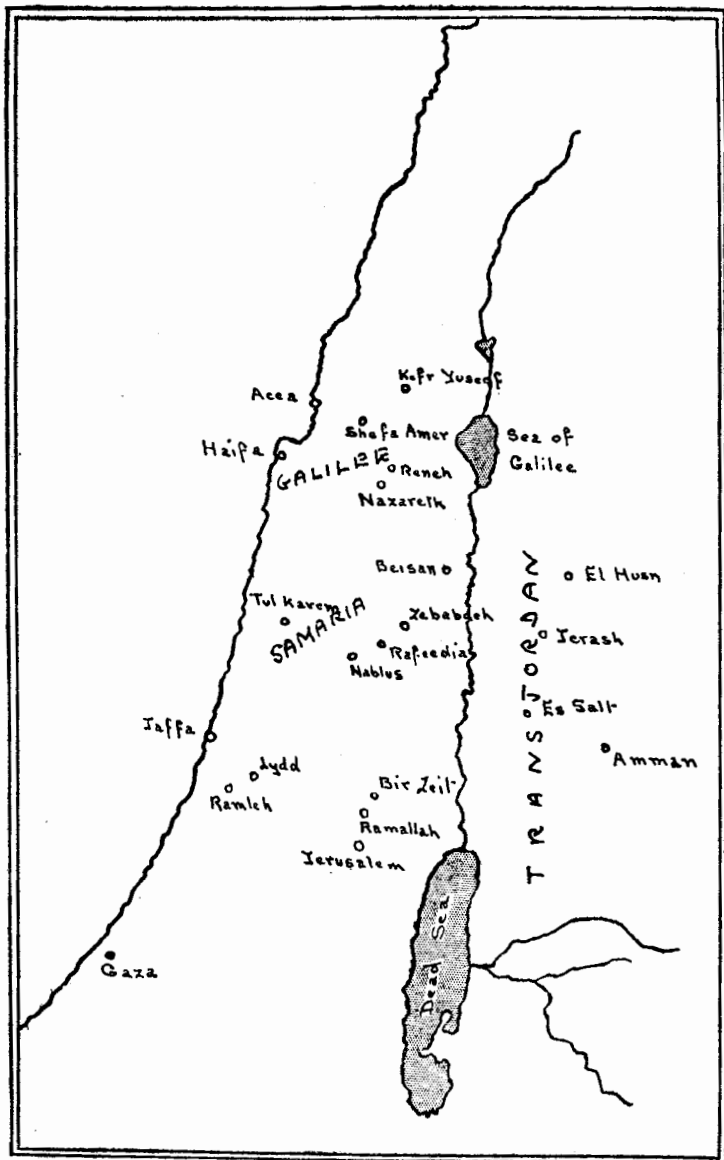 Kefr Yuseef
Acca
Shefa Amer
Sea of
Galilee
Haifa
GALILEE
Reneh
Nazareth
Beisan
El Husn
Tul Karem
SAMARIA
Zebabdeh
Jerash
Rafeedia
Nablus
TRANSJORDAN
Es Salt
Jaffa
Amman
Lydd
Bir Zeit
Ramleh
Ramallah
Jerusalem
Dead Sea
Gaza